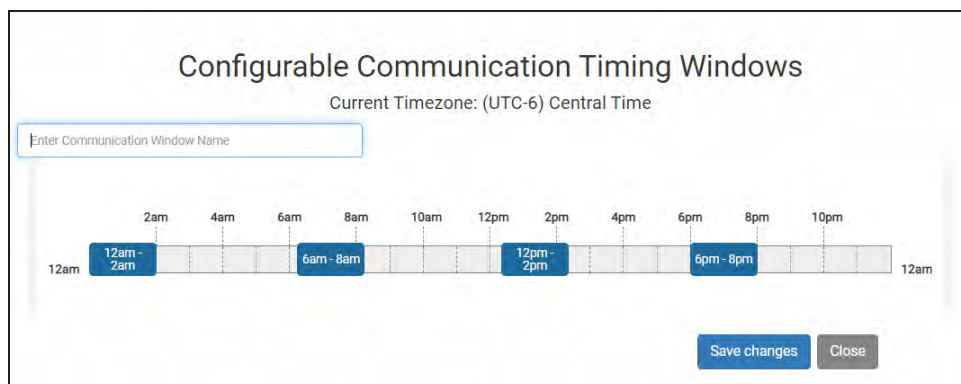 Configurable Communication Timing Windows
Current Timezone: (UTC-6) Central Time
Enter Communication Window Name
2am 4am 6am 8am 10am 12pm 2pm 4pm 6pm 8pm 10pm
12am 12am - 2am 6am - 8am 12pm - 2pm 6pm - 8pm 12am
Save changes Close